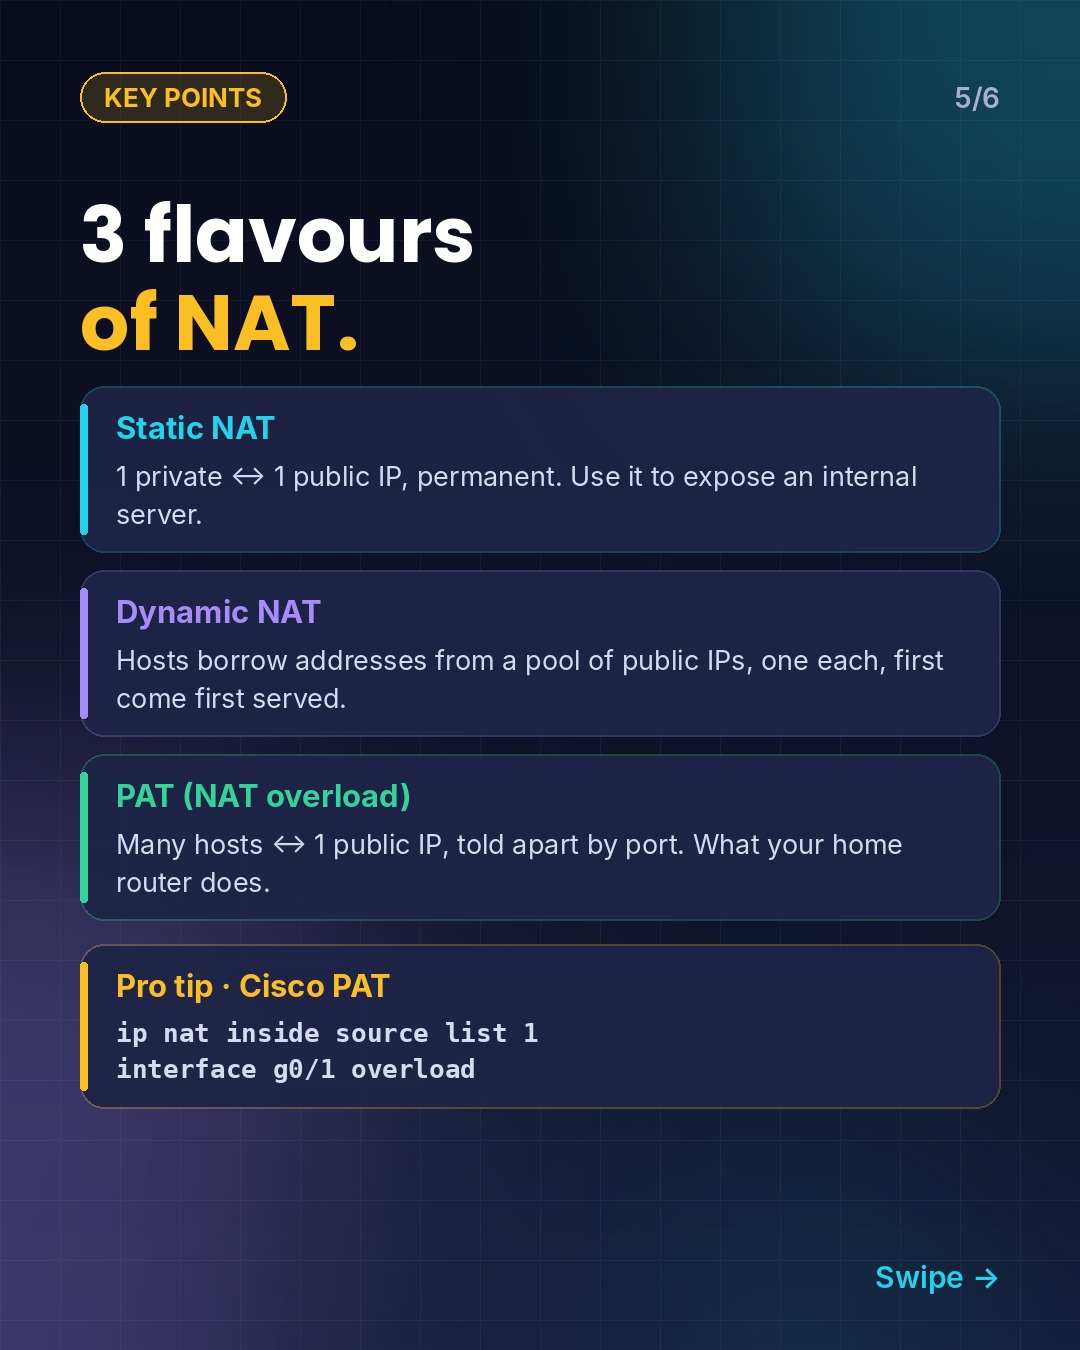 KEY POINTS
5/6
3 flavours
of NAT.
Static NAT
1 private ↔ 1 public IP, permanent. Use it to expose an internal
server.
Dynamic NAT
Hosts borrow addresses from a pool of public IPs, one each, first
come first served.
PAT (NAT overload)
Many hosts ↔ 1 public IP, told apart by port. What your home
router does.
Pro tip · Cisco PAT
ip nat inside source list 1
interface g0/1 overload
Swipe →